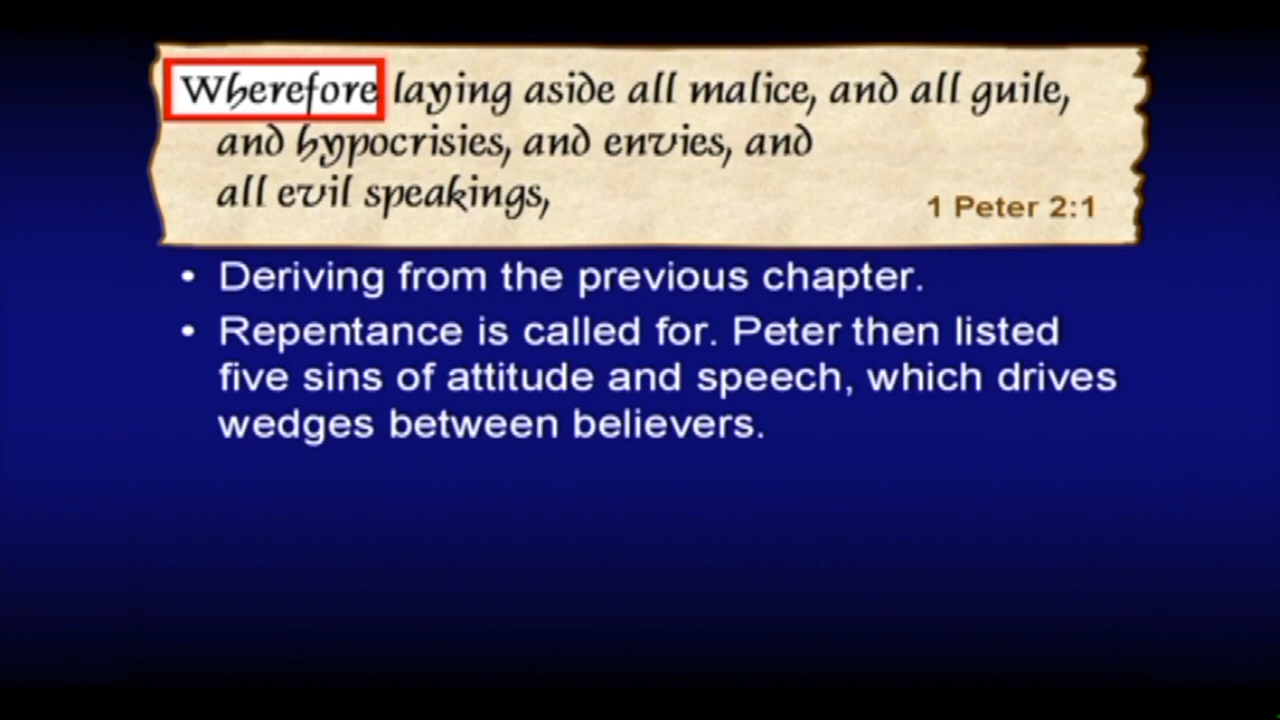 Wherefore laying aside all malice, and all guile,
and hypocrisies, and envies, and
all evil speakings,
1 Peter 2:1
• Deriving from the previous chapter.
• Repentance is called for. Peter then listed
five sins of attitude and speech, which drives
wedges between believers.